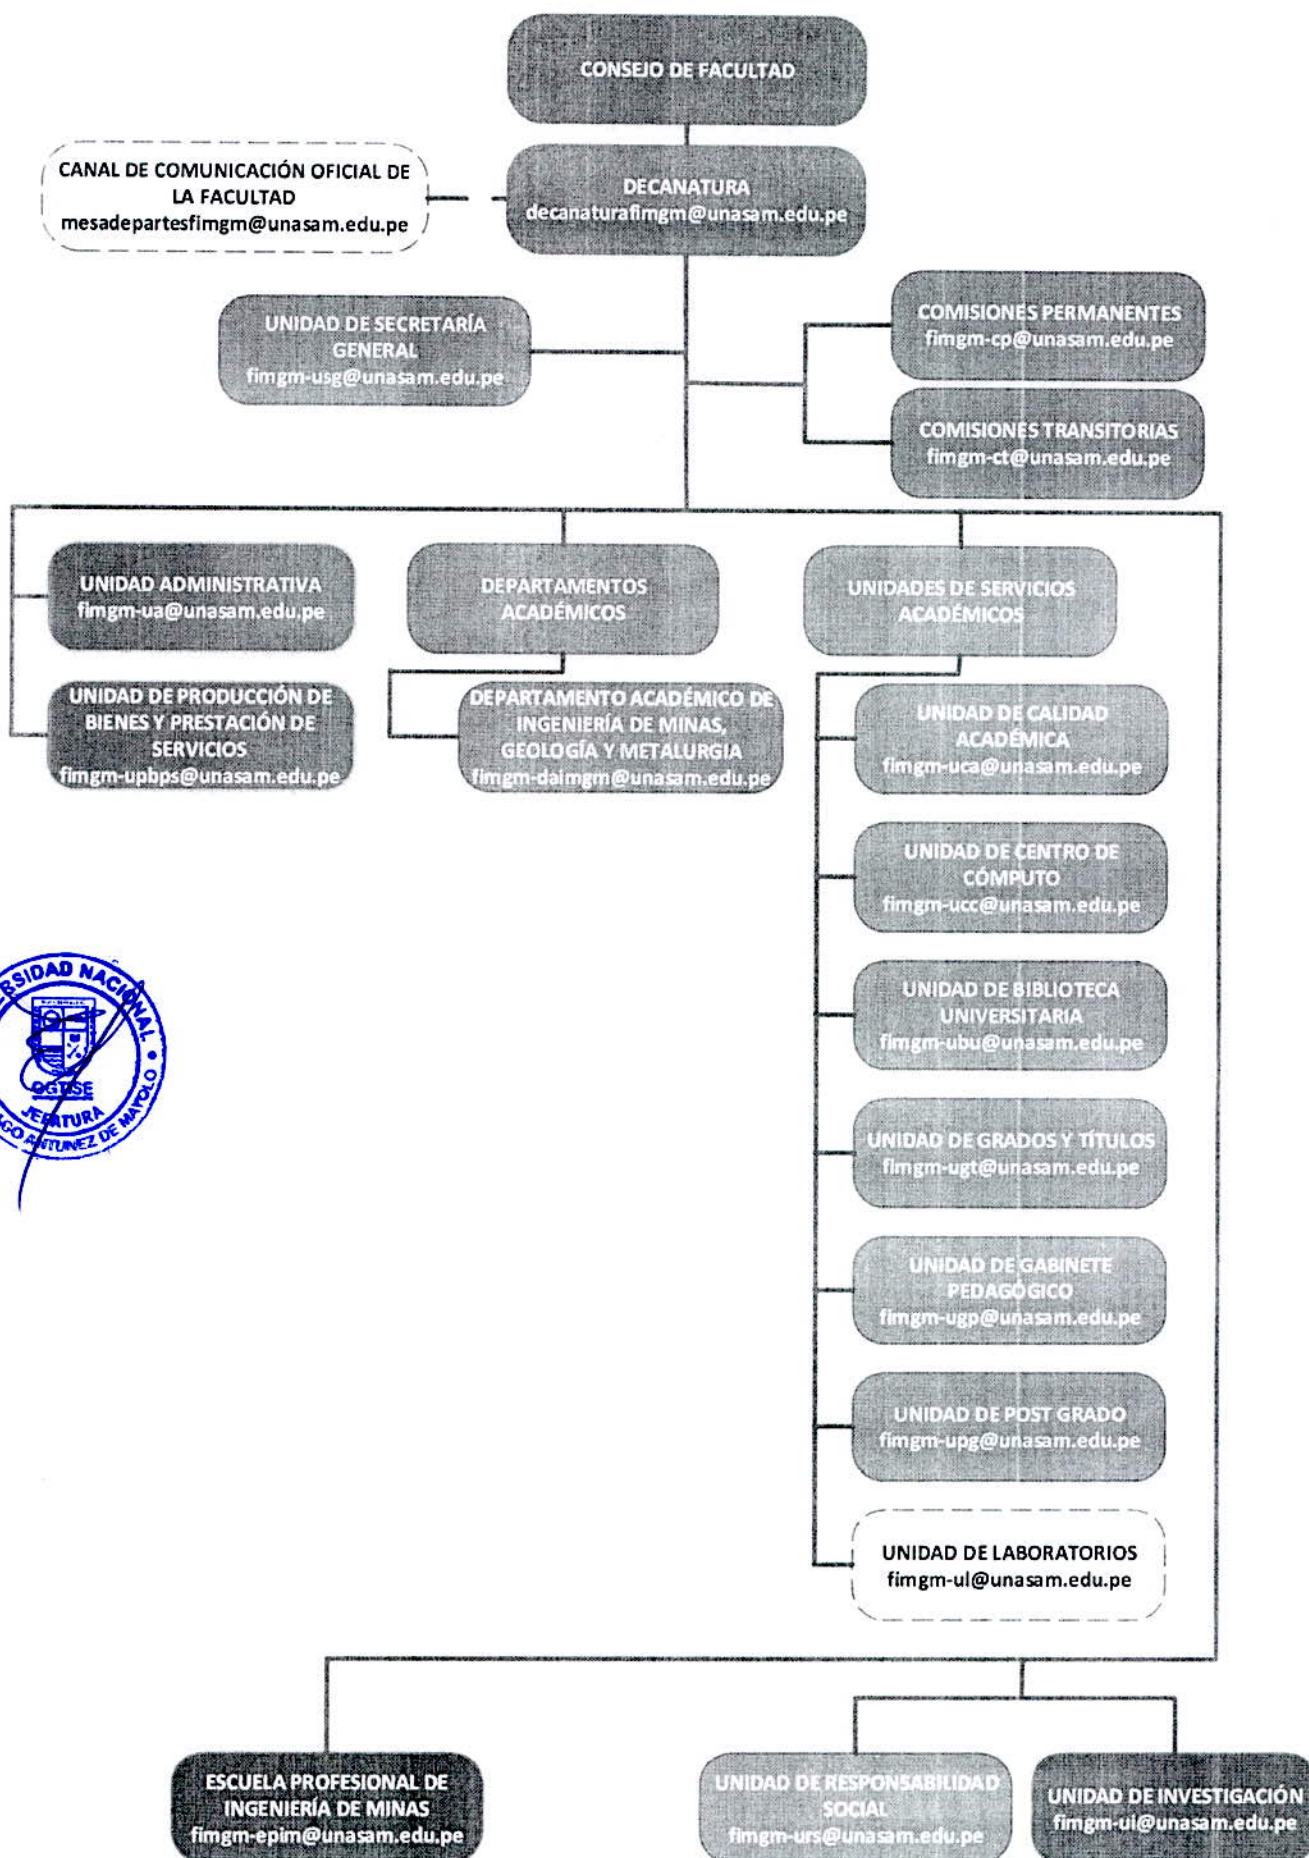 CONSEJO DE FACULTAD
CANAL DE COMUNICACIÓN OFICIAL DE
LA FACULTAD
mesadepartesfimgm@unasam.edu.pe
DECANATURA
decanaturafimgm@unasam.edu.pe
UNIDAD DE SECRETARÍA
GENERAL
fimgm-usg@unasam.edu.pe
COMISIONES PERMANENTES
fimgm-cp@unasam.edu.pe
COMISIONES TRANSITORIAS
fimgm-ct@unasam.edu.pe
UNIDAD ADMINISTRATIVA
fimgm-ua@unasam.edu.pe
UNIDAD DE PRODUCCIÓN DE
BIENES Y PRESTACIÓN DE
SERVICIOS
fimgm-upbps@unasam.edu.pe
DEPARTAMENTOS
ACADÉMICOS
DEPARTAMENTO ACADÉMICO DE
INGENIERÍA DE MINAS,
GEOLOGÍA Y METALURGIA
fimgm-daimgm@unasam.edu.pe
UNIDADES DE SERVICIOS
ACADÉMICOS
UNIDAD DE CALIDAD
ACADÉMICA
fimgm-uca@unasam.edu.pe
UNIDAD DE CENTRO DE
CÓMPUTO
fimgm-ucc@unasam.edu.pe
UNIDAD DE BIBLIOTECA
UNIVERSITARIA
fimgm-ubu@unasam.edu.pe
UNIDAD DE GRADOS Y TÍTULOS
fimgm-ugt@unasam.edu.pe
UNIDAD DE GABINETE
PEDAGÓGICO
fimgm-ugp@unasam.edu.pe
UNIDAD DE POST GRADO
fimgm-upg@unasam.edu.pe
UNIDAD DE LABORATORIOS
fimgm-ul@unasam.edu.pe
ERSIDAD NACIONAL
OGTISE
JEFATURA
AGO ANTUNEZ DE MAYOLO
ESCUELA PROFESIONAL DE
INGENIERÍA DE MINAS
fimgm-epim@unasam.edu.pe
UNIDAD DE RESPONSABILIDAD
SOCIAL
fimgm-urs@unasam.edu.pe
UNIDAD DE INVESTIGACIÓN
fimgm-ui@unasam.edu.pe